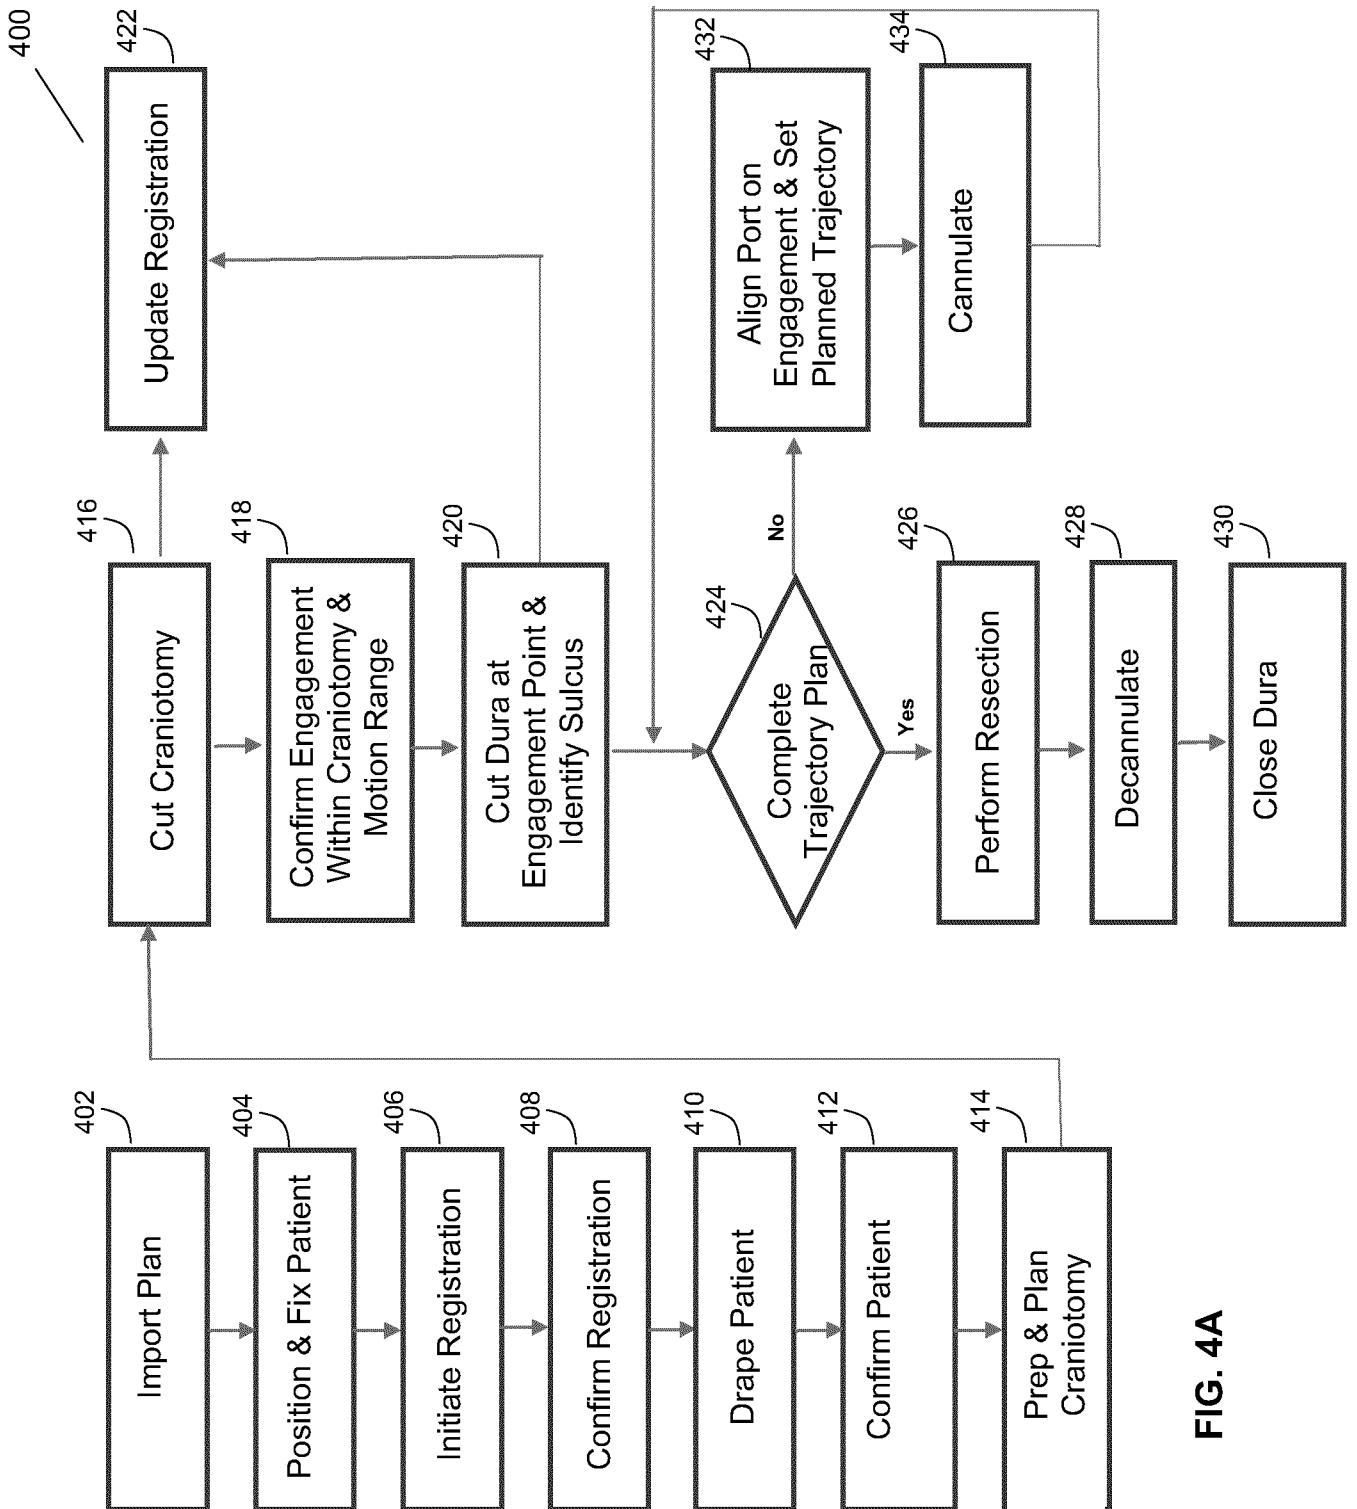 400
402
Import Plan
404
Position & Fix Patient
406
Initiate Registration
408
Confirm Registration
410
Drape Patient
412
Confirm Patient
414
Prep & Plan
Craniotomy
416
Cut Craniotomy
418
Confirm Engagement
Within Craniotomy &
Motion Range
420
Cut Dura at
Engagement Point &
Identify Sulcus
422
Update Registration
424
Complete
Trajectory Plan
No
Yes
426
Perform Resection
428
Decannulate
430
Close Dura
432
Align Port on
Engagement & Set
Planned Trajectory
434
Cannulate
FIG. 4A